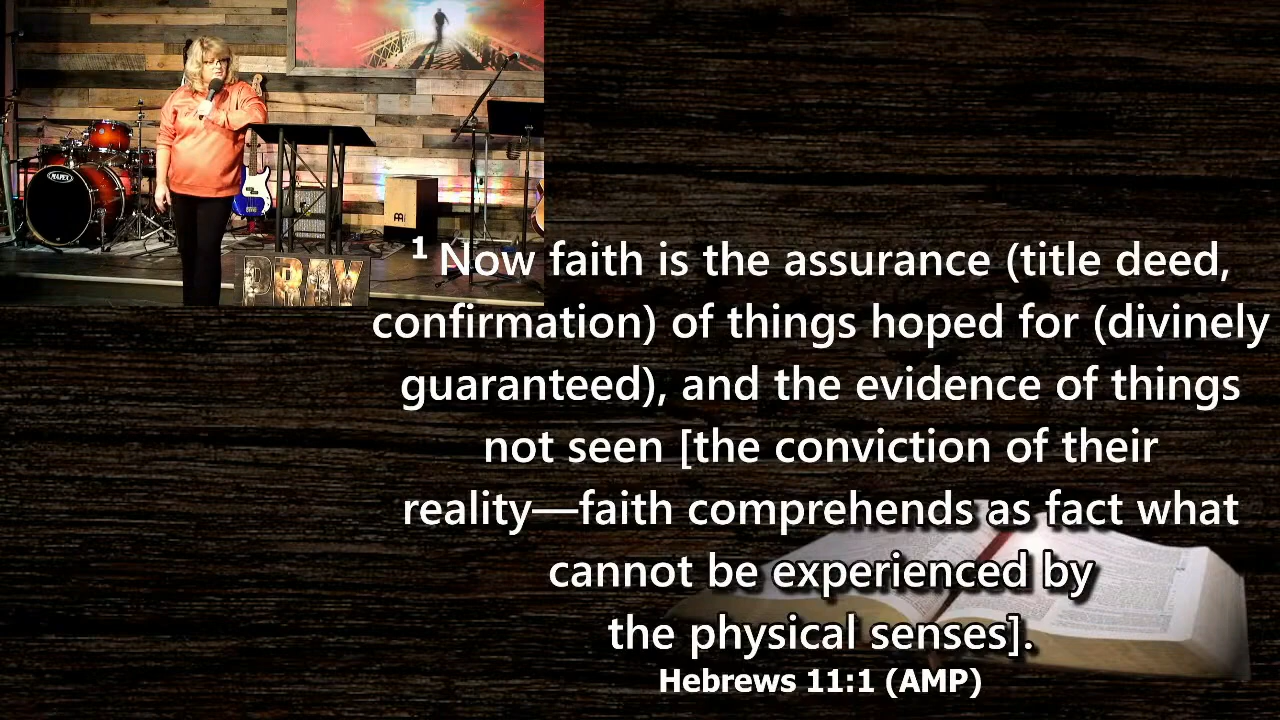 MAPEX
PRAY
¹ Now faith is the assurance (title deed,
confirmation) of things hoped for (divinely
guaranteed), and the evidence of things
not seen [the conviction of their
reality—faith comprehends as fact what
cannot be experienced by
the physical senses].
Hebrews 11:1 (AMP)